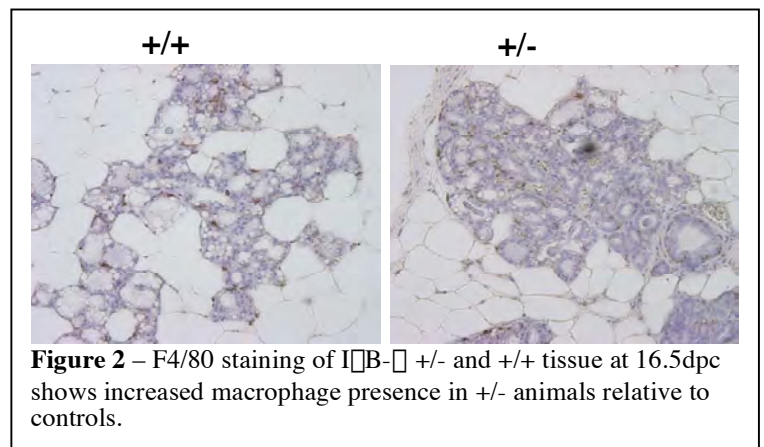 +/+ +/-
Figure 2 – F4/80 staining of I□B-□ +/- and +/+ tissue at 16.5dpc
shows increased macrophage presence in +/- animals relative to
controls.